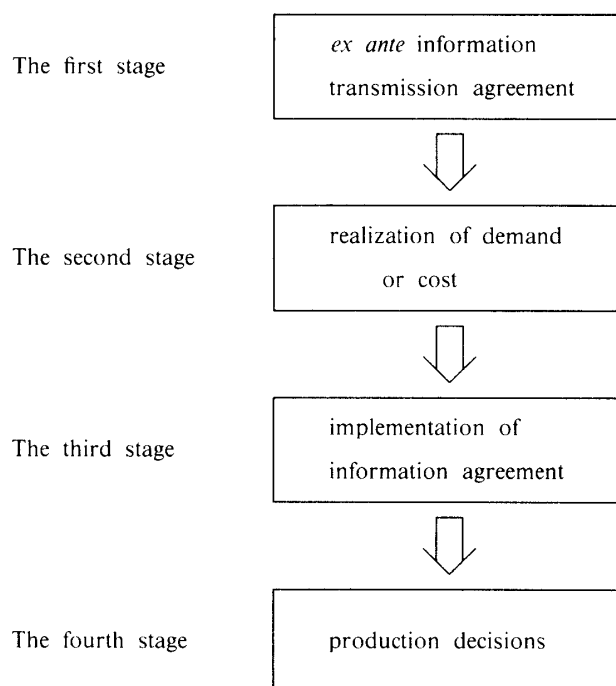 The first stage
ex ante information
transmission agreement
The second stage
realization of demand
or cost
The third stage
implementation of
information agreement
The fourth stage
production decisions